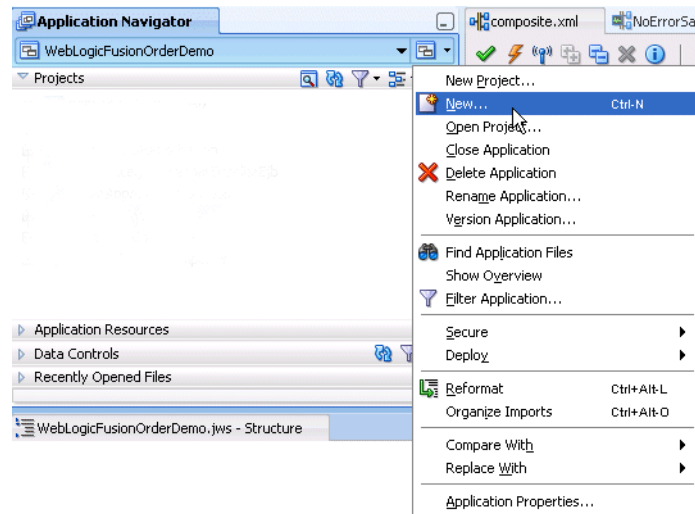 Application Navigator
composite.xml
NoErrorSa
WebLogicFusionOrderDemo
Projects
New Project...
New... Ctrl-N
Open Project...
Close Application
Delete Application
Rename Application...
Version Application...
Find Application Files
Show Overview
Filter Application...
Application Resources
Secure
Data Controls
Deploy
Recently Opened Files
Reformat Ctrl+Alt-L
Organize Imports Ctrl+Alt-O
WebLogicFusionOrderDemo.jws - Structure
Compare With
Replace With
Application Properties...